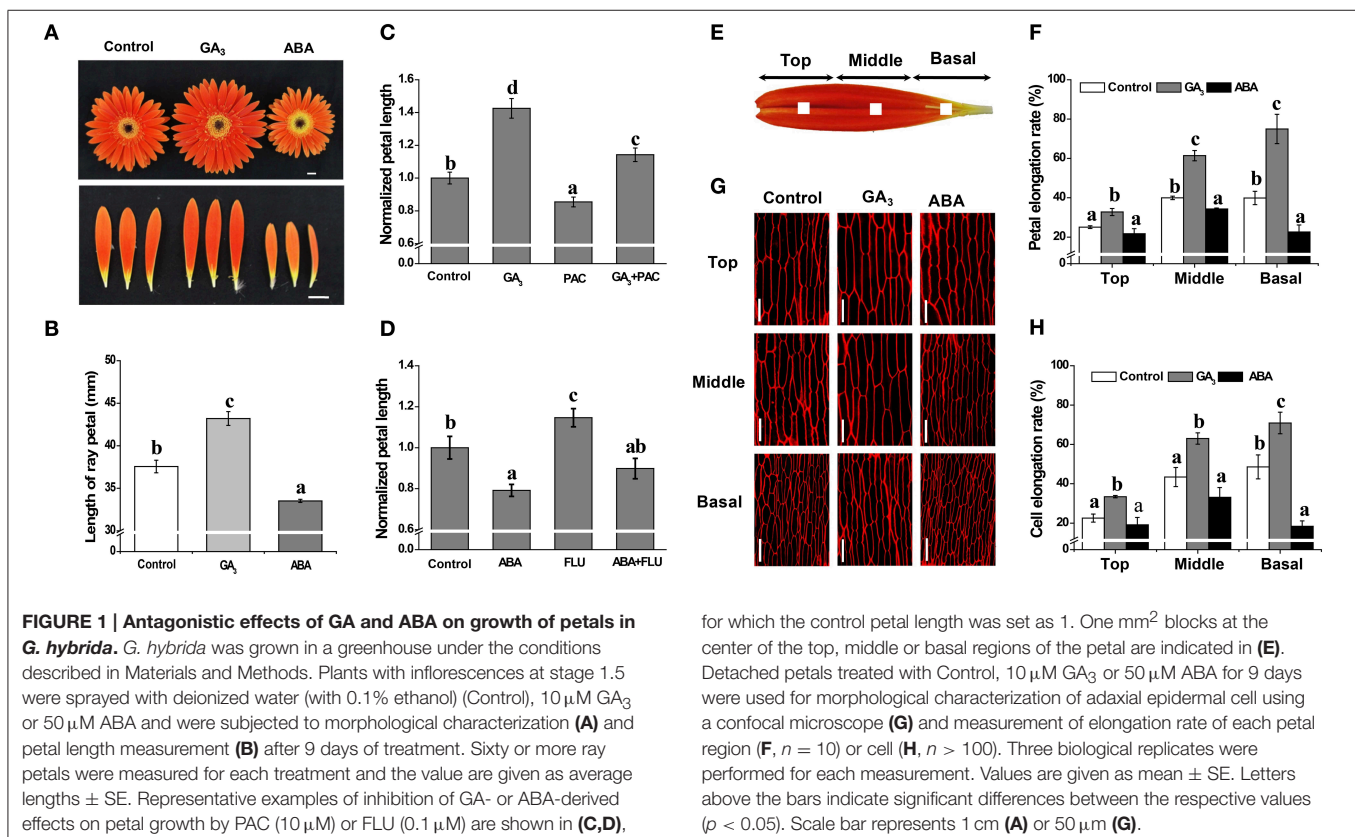 A
Control GA₃ ABA
B
Length of ray petal (mm)
50
45
40
35
30
0
b c a
Control GA₃ ABA
C
Normalized petal length
1.6
1.4
1.2
1.0
0.8
0.6
0.0
b d a c
Control GA₃ PAC GA₃+PAC
D
Normalized petal length
1.4
1.2
1.0
0.8
0.6
0.0
b a c ab
Control ABA FLU ABA+FLU
E
Top Middle Basal
G
Control GA₃ ABA
Top
Middle
Basal
F
Petal elongation rate (%)
100
80
60
40
20
0
Control GA₃ ABA
a b a b c a b c a
Top Middle Basal
H
Cell elongation rate (%)
100
80
60
40
20
0
Control GA₃ ABA
a b a a b a b c a
Top Middle Basal
FIGURE 1 | Antagonistic effects of GA and ABA on growth of petals in
G. hybrida. G. hybrida was grown in a greenhouse under the conditions
described in Materials and Methods. Plants with inflorescences at stage 1.5
were sprayed with deionized water (with 0.1% ethanol) (Control), 10 μM GA₃
or 50 μM ABA and were subjected to morphological characterization (A) and
petal length measurement (B) after 9 days of treatment. Sixty or more ray
petals were measured for each treatment and the value are given as average
lengths ± SE. Representative examples of inhibition of GA- or ABA-derived
effects on petal growth by PAC (10 μM) or FLU (0.1 μM) are shown in (C,D),
for which the control petal length was set as 1. One mm² blocks at the
center of the top, middle or basal regions of the petal are indicated in (E).
Detached petals treated with Control, 10 μM GA₃ or 50 μM ABA for 9 days
were used for morphological characterization of adaxial epidermal cell using
a confocal microscope (G) and measurement of elongation rate of each petal
region (F, n = 10) or cell (H, n > 100). Three biological replicates were
performed for each measurement. Values are given as mean ± SE. Letters
above the bars indicate significant differences between the respective values
(p < 0.05). Scale bar represents 1 cm (A) or 50 μm (G).